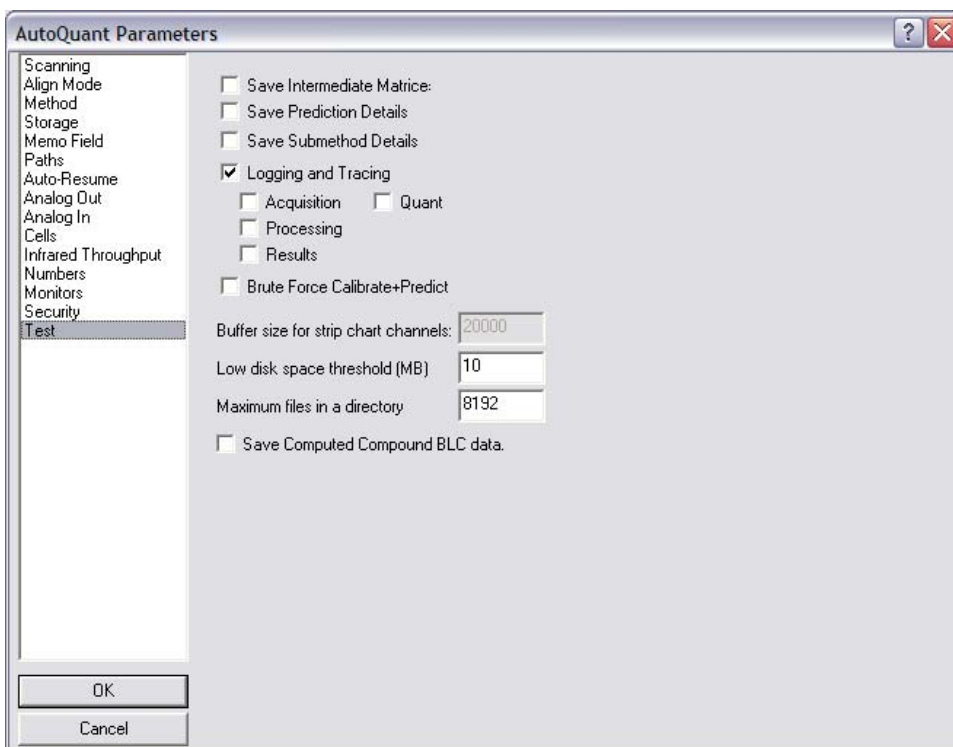 AutoQuant Parameters
Scanning
Align Mode
Method
Storage
Memo Field
Paths
Auto-Resume
Analog Out
Analog In
Cells
Infrared Throughput
Numbers
Monitors
Security
Test
OK
Cancel
Save Intermediate Matrice:
Save Prediction Details
Save Submethod Details
Logging and Tracing
Acquisition Quant
Processing
Results
Brute Force Calibrate+Predict
Buffer size for strip chart channels: 20000
Low disk space threshold (MB) 10
Maximum files in a directory 8192
Save Computed Compound BLC data.